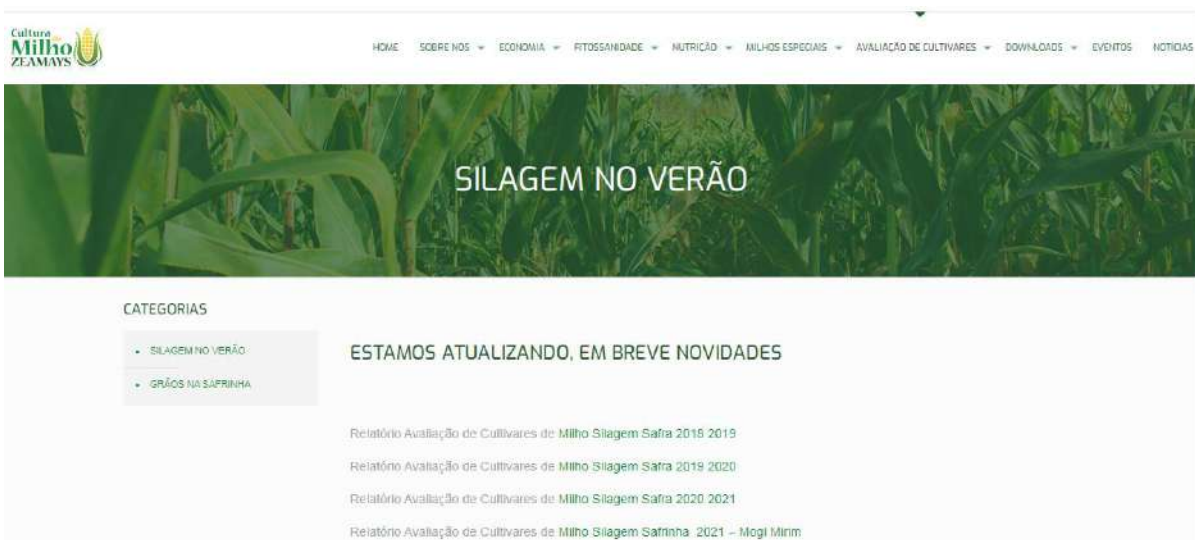 Cultura do
Milho
ZEAMAYS
HOME SOBRE NÓS ECONOMIA FITOSSANIDADE NUTRIÇÃO MILHOS ESPECIAIS AVALIAÇÃO DE CULTIVARES DOWNLOADS EVENTOS NOTÍCIAS
SILAGEM NO VERÃO
CATEGORIAS
SILAGEM NO VERÃO
GRÃOS NA SAFRINHA
ESTAMOS ATUALIZANDO, EM BREVE NOVIDADES
Relatório Avaliação de Cultivares de Milho Silagem Safra 2018 2019
Relatório Avaliação de Cultivares de Milho Silagem Safra 2019 2020
Relatório Avaliação de Cultivares de Milho Silagem Safra 2020 2021
Relatório Avaliação de Cultivares de Milho Silagem Safrinha 2021 – Mogi Mirim